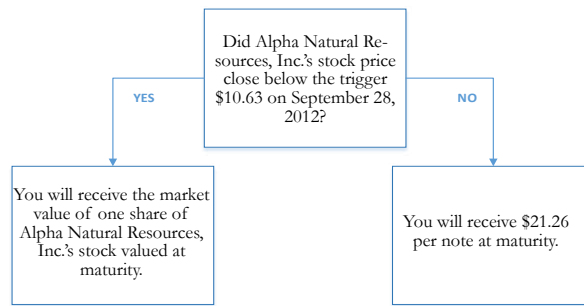 Did Alpha Natural Re-
sources, Inc.'s stock price
close below the trigger
$10.63 on September 28,
2012?
YES
NO
You will receive the market
value of one share of
Alpha Natural Resources,
Inc.'s stock valued at
maturity.
You will receive $21.26
per note at maturity.